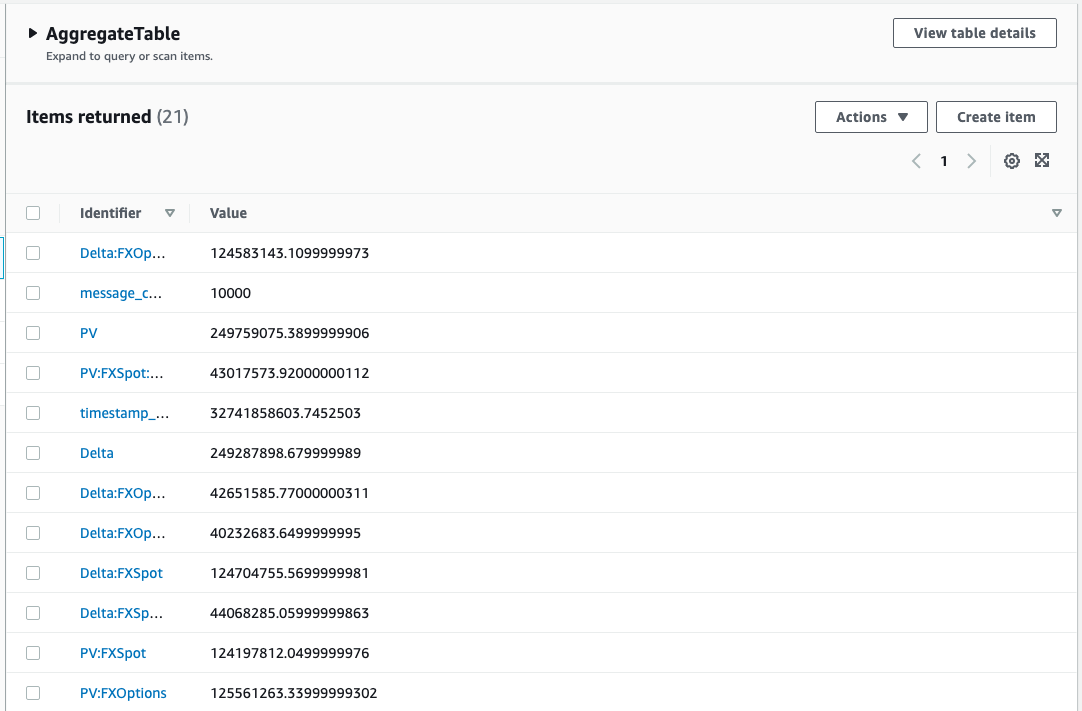 AggregateTable
View table details
Expand to query or scan items.
Items returned (21)
Actions
Create item
1
Identifier Value
Delta:FXOp... 124583143.1099999973
message_c... 10000
PV 249759075.3899999906
PV:FXSpot:... 43017573.92000000112
timestamp_... 32741858603.7452503
Delta 249287898.679999989
Delta:FXOp... 42651585.77000000311
Delta:FXOp... 40232683.6499999995
Delta:FXSpot 124704755.5699999981
Delta:FXSp... 44068285.05999999863
PV:FXSpot 124197812.0499999976
PV:FXOptions 125561263.33999999302